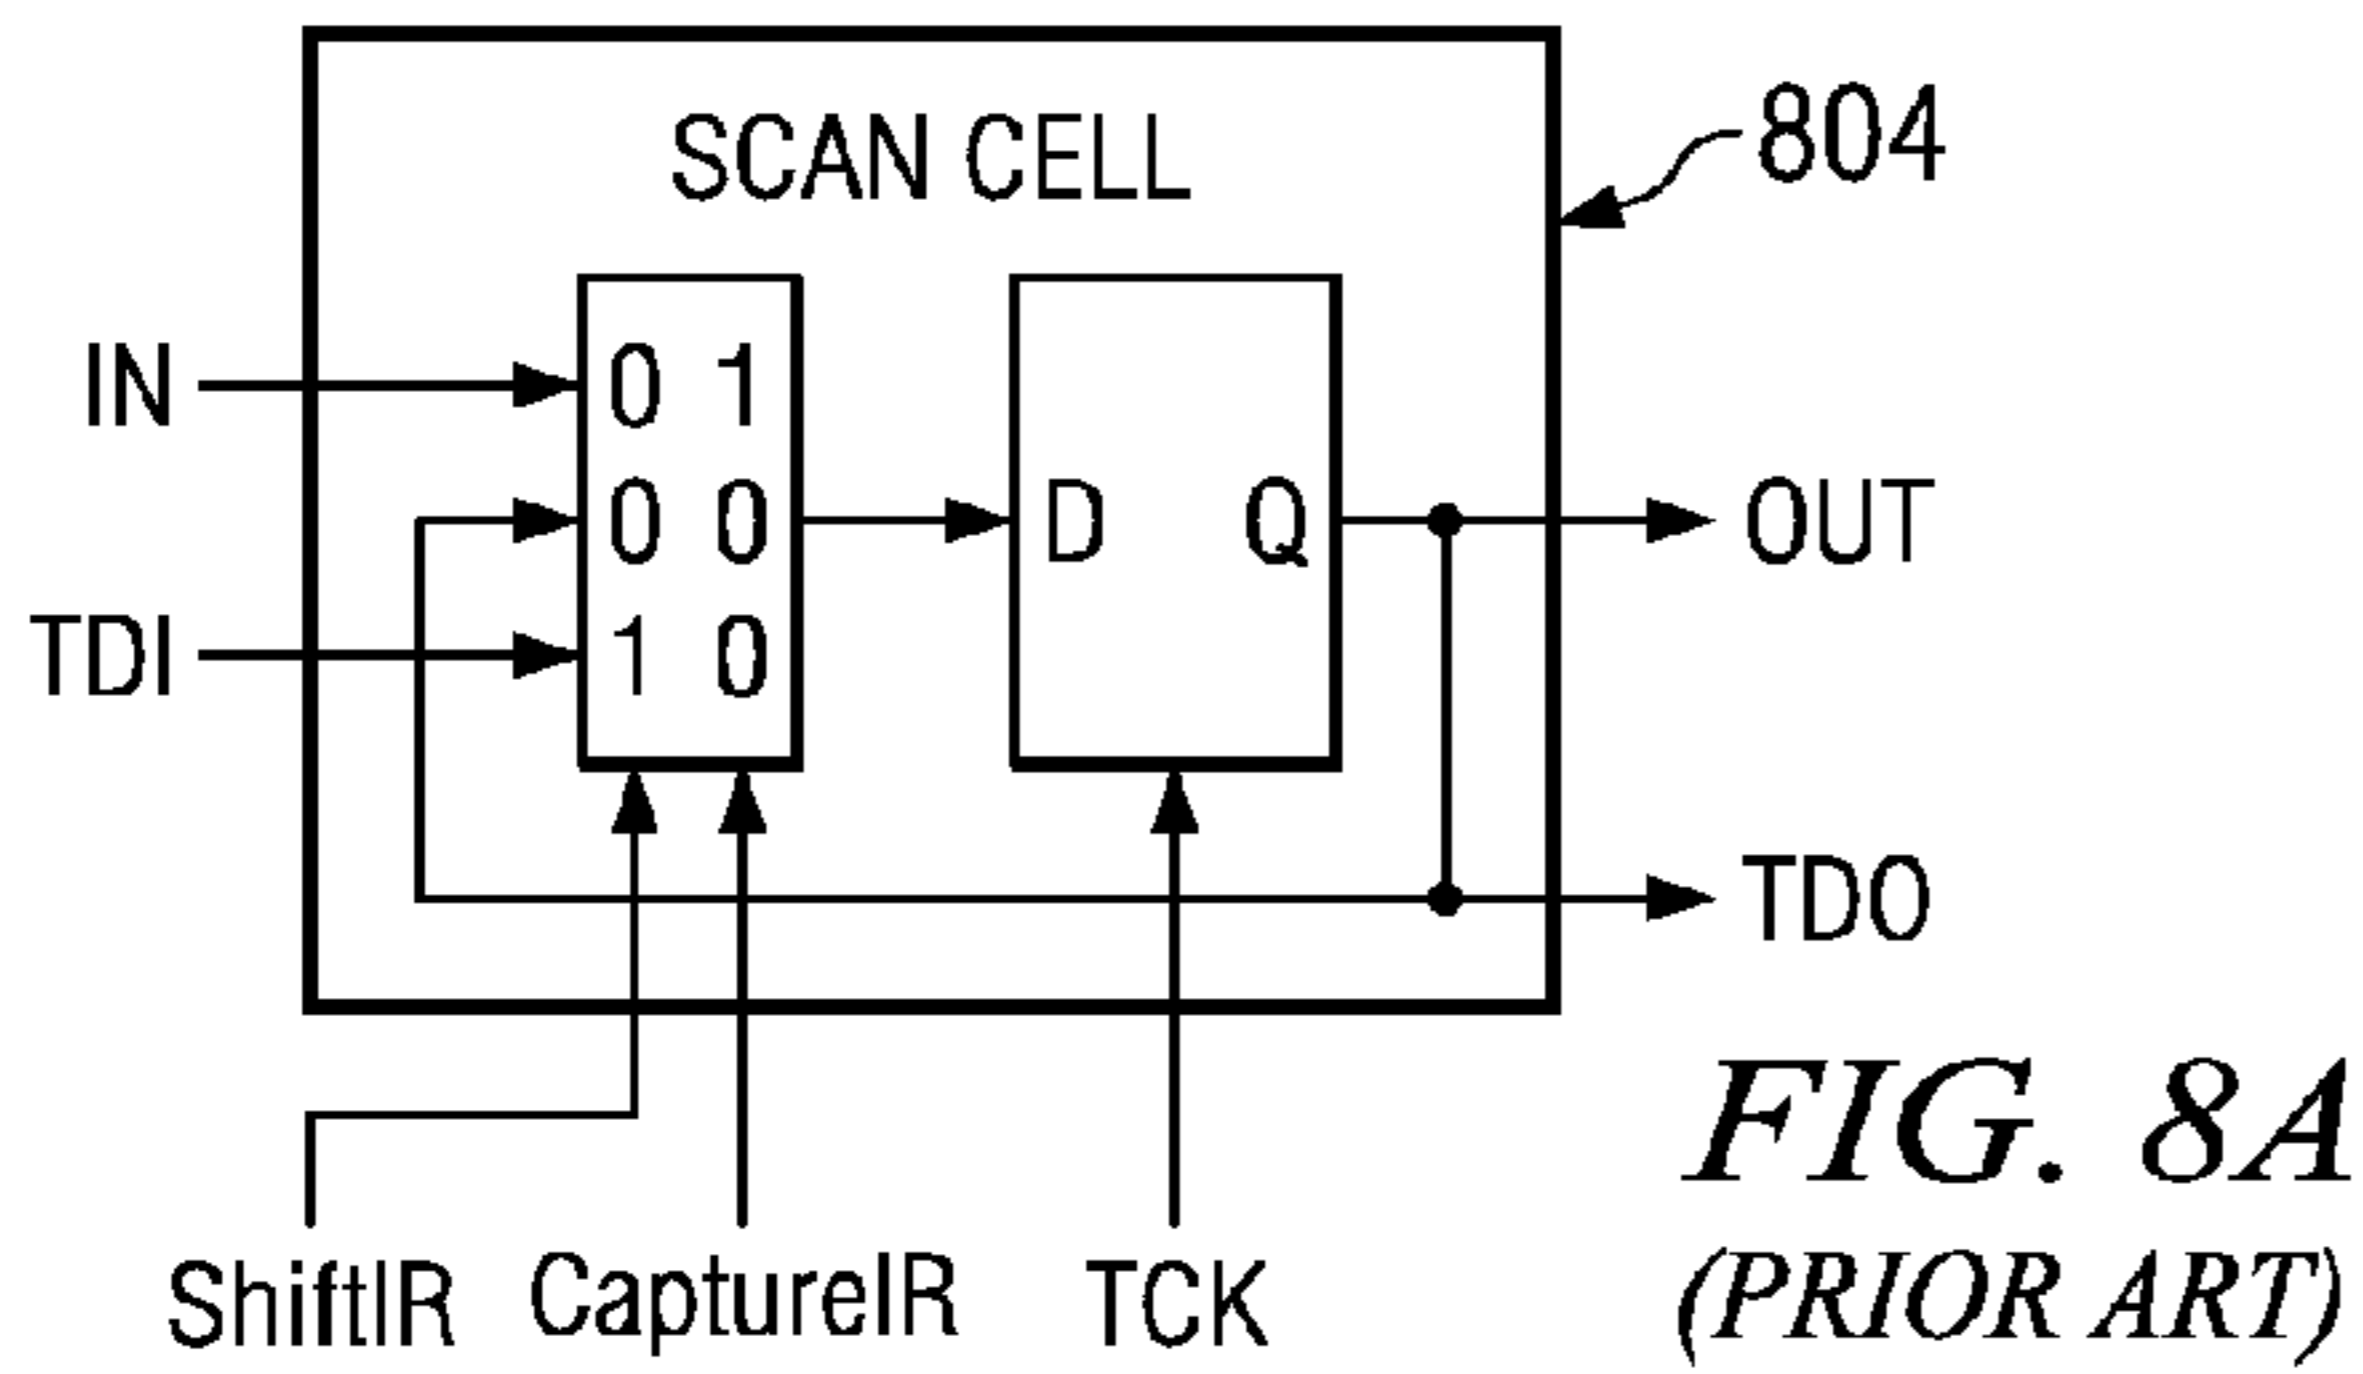 804
SCAN CELL
IN
0 1
0 0
1 0
D Q
OUT
TDI
TDO
ShiftIR
CaptureIR
TCK
FIG. 8A
(PRIOR ART)